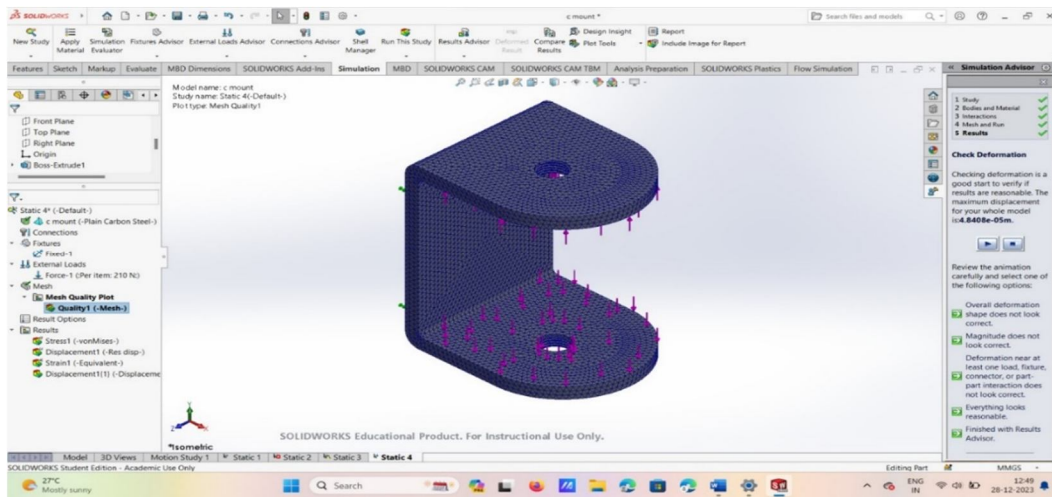 SOLIDWORKS
c mount *
Search files and models
New Study
Apply Material
Simulation Evaluator
Fixtures Advisor
External Loads Advisor
Connections Advisor
Shell Manager
Run This Study
Results Advisor
Deformed Result
Compare Results
Design Insight
Plot Tools
Report
Include Image for Report
Features
Sketch
Markup
Evaluate
MBD Dimensions
SOLIDWORKS Add-Ins
Simulation
MBD
SOLIDWORKS CAM
SOLIDWORKS CAM TBM
Analysis Preparation
SOLIDWORKS Plastics
Flow Simulation
Simulation Advisor
Model name: c mount
Study name: Static 4(-Default-)
Plot type: Mesh Quality1
Front Plane
Top Plane
Right Plane
Origin
Boss-Extrude1
Static 4* (-Default-)
c mount (-Plain Carbon Steel-)
Connections
Fixtures
Fixed-1
External Loads
Force-1 (:Per item: 210 N:)
Mesh
Mesh Quality Plot
Quality1 (-Mesh-)
Result Options
Results
Stress1 (-vonMises-)
Displacement1 (-Res disp-)
Strain1 (-Equivalent-)
Displacement1(1) (-Displaceme
1 Study
2 Bodies and Material
3 Interactions
4 Mesh and Run
5 Results
Check Deformation
Checking deformation is a
good start to verify if
results are reasonable. The
maximum displacement
for your whole model
is:4.8408e-05m.
Review the animation
carefully and select one of
the following options:
Overall deformation
shape does not look
correct.
Magnitude does not
look correct.
Deformation near at
least one load, fixture,
connector, or part-
part interaction does
not look correct.
Everything looks
reasonable.
Finished with Results
Advisor.
Y
X
Z
*Isometric
SOLIDWORKS Educational Product. For Instructional Use Only.
Model
3D Views
Motion Study 1
Static 1
Static 2
Static 3
Static 4
SOLIDWORKS Student Edition - Academic Use Only
Editing Part
MMGS
27°C
Mostly sunny
Search
ENG
IN
12:49
28-12-2023